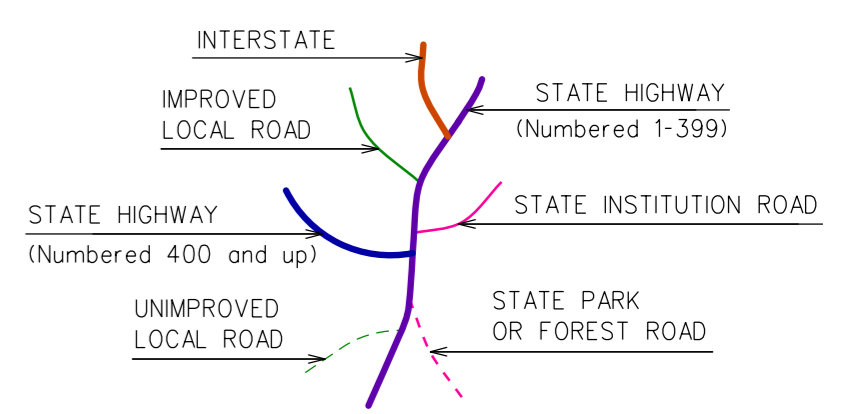 INTERSTATE
IMPROVED
LOCAL ROAD
STATE HIGHWAY
(Numbered 1-399)
STATE HIGHWAY
(Numbered 400 and up)
STATE INSTITUTION ROAD
UNIMPROVED
LOCAL ROAD
STATE PARK
OR FOREST ROAD